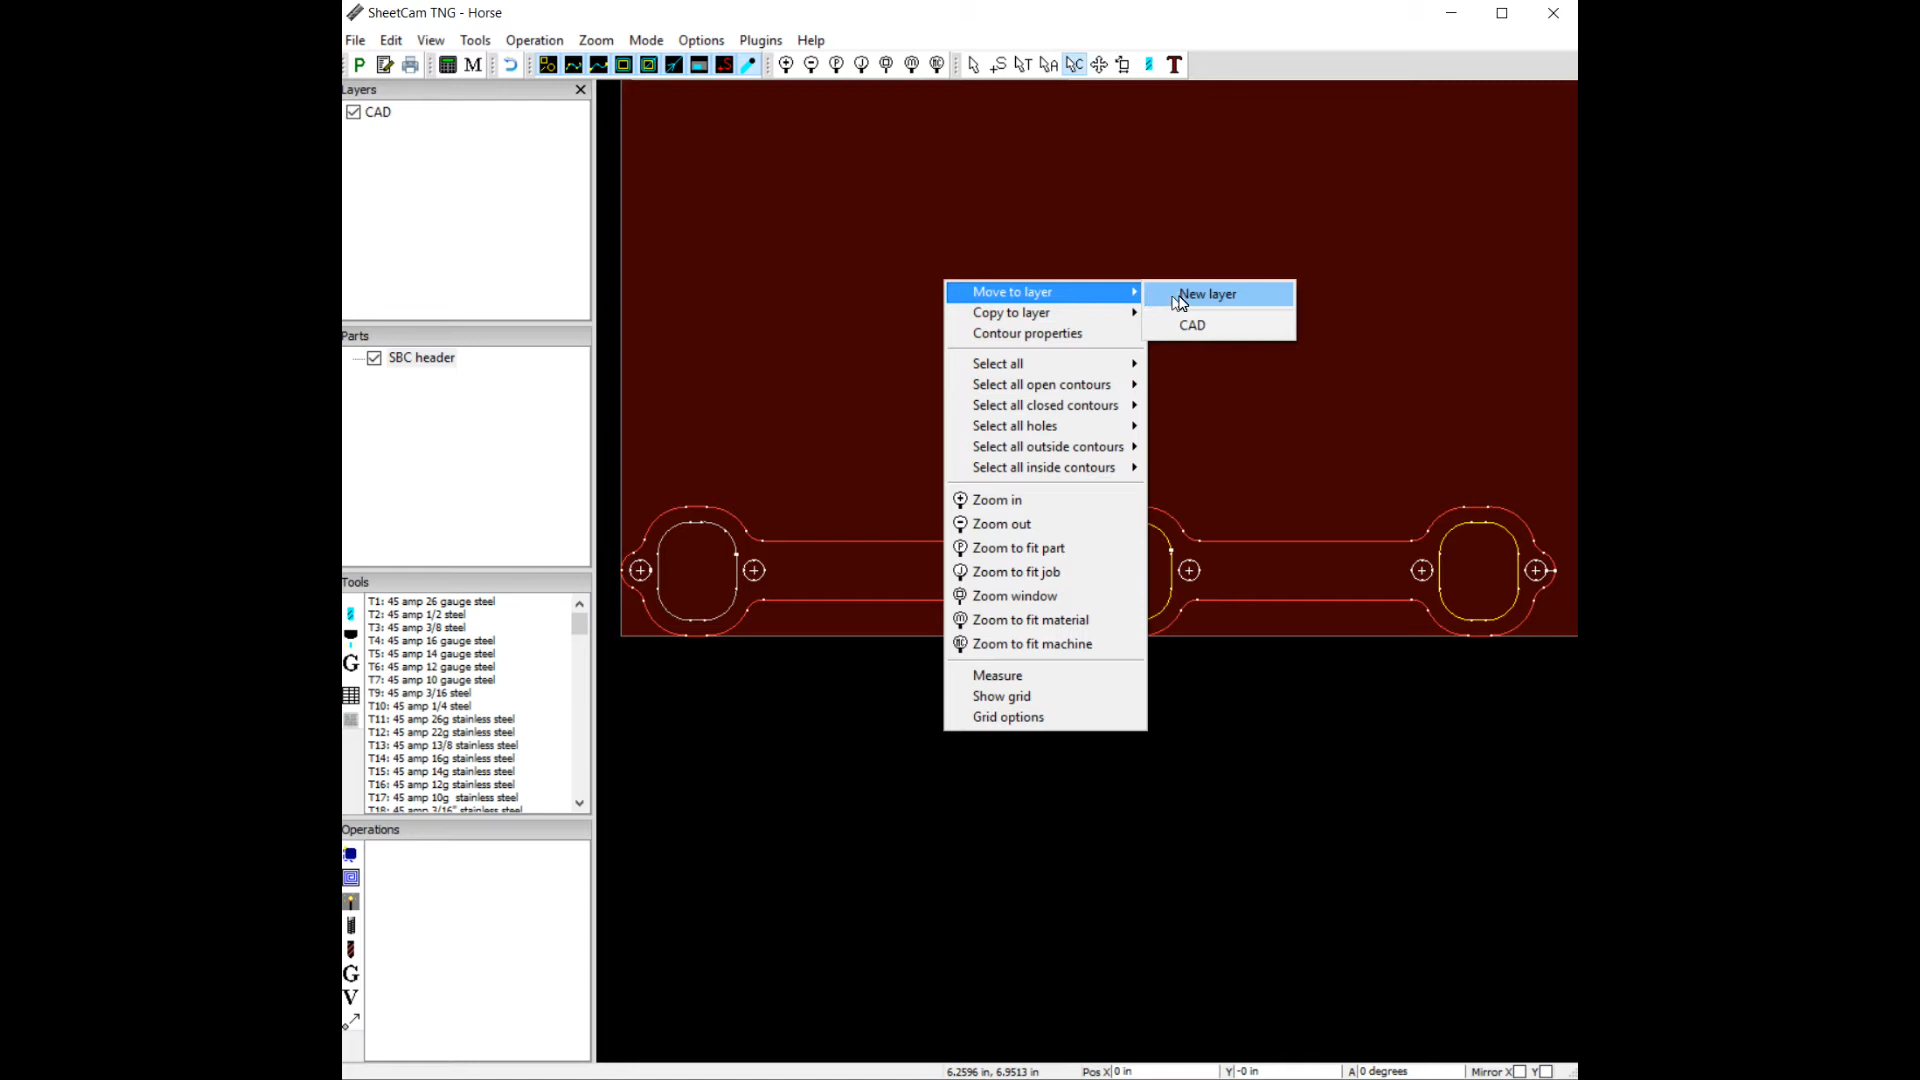 SheetCam TNG - Horse
File Edit View Tools Operation Zoom Mode Options Plugins Help
P M P J M MC S T A C T
Layers
CAD
Parts
SBC header
Tools
T1: 45 amp 26 gauge steel
T2: 45 amp 1/2 steel
T3: 45 amp 3/8 steel
T4: 45 amp 16 gauge steel
T5: 45 amp 14 gauge steel
T6: 45 amp 12 gauge steel
T7: 45 amp 10 gauge steel
T9: 45 amp 3/16 steel
T10: 45 amp 1/4 steel
T11: 45 amp 26g stainless steel
T12: 45 amp 22g stainless steel
T13: 45 amp 13/8 stainless steel
T14: 45 amp 16g stainless steel
T15: 45 amp 14g stainless steel
T16: 45 amp 12g stainless steel
T17: 45 amp 10g stainless steel
T18: 45 amp 3/16" stainless steel
G
Operations
G
V
Move to layer
Copy to layer
Contour properties
Select all
Select all open contours
Select all closed contours
Select all holes
Select all outside contours
Select all inside contours
Zoom in
Zoom out
Zoom to fit part
Zoom to fit job
Zoom window
Zoom to fit material
Zoom to fit machine
Measure
Show grid
Grid options
New layer
CAD
6.2596 in, 6.9513 in Pos X 0 in Y -0 in A 0 degrees Mirror X Y